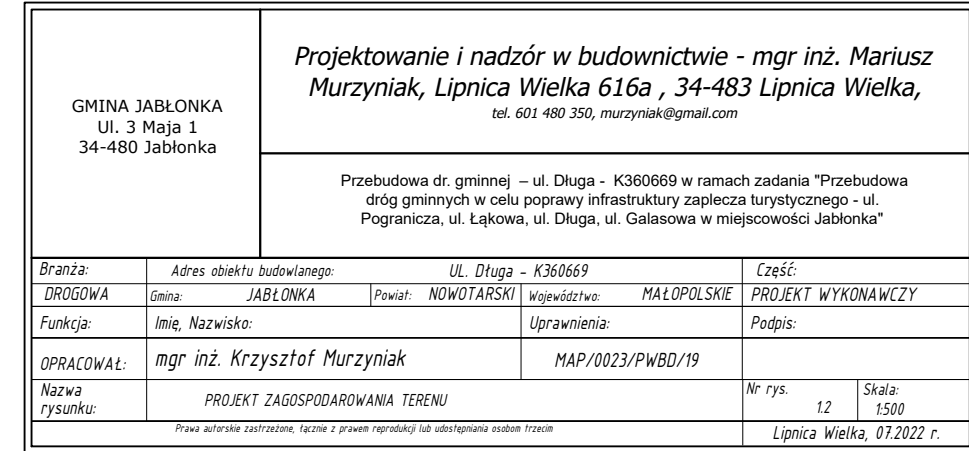 GMINA JABŁONKA
Ul. 3 Maja 1
34-480 Jabłonka
Projektowanie i nadzór w budownictwie - mgr inż. Mariusz
Murzyniak, Lipnica Wielka 616a , 34-483 Lipnica Wielka,
tel. 601 480 350, murzyniak@gmail.com
Przebudowa dr. gminnej – ul. Długa - K360669 w ramach zadania "Przebudowa
dróg gminnych w celu poprawy infrastruktury zaplecza turystycznego - ul.
Pogranicza, ul. Łąkowa, ul. Długa, ul. Galasowa w miejscowości Jabłonka"
Branża: Adres obiektu budowlanego: UL. Długa - K360669 Część:
DROGOWA Gmina: JABŁONKA Powiat: NOWOTARSKI Województwo: MAŁOPOLSKIE PROJEKT WYKONAWCZY
Funkcja: Imię, Nazwisko: Uprawnienia: Podpis:
OPRACOWAŁ: mgr inż. Krzysztof Murzyniak MAP/0023/PWBD/19
Nazwa
rysunku: PROJEKT ZAGOSPODAROWANIA TERENU
Nr rys. 1.2
Skala: 1:500
Prawa autorskie zastrzeżone, łącznie z prawem reprodukcji lub udostępniania osobom trzecim
Lipnica Wielka, 07.2022 r.